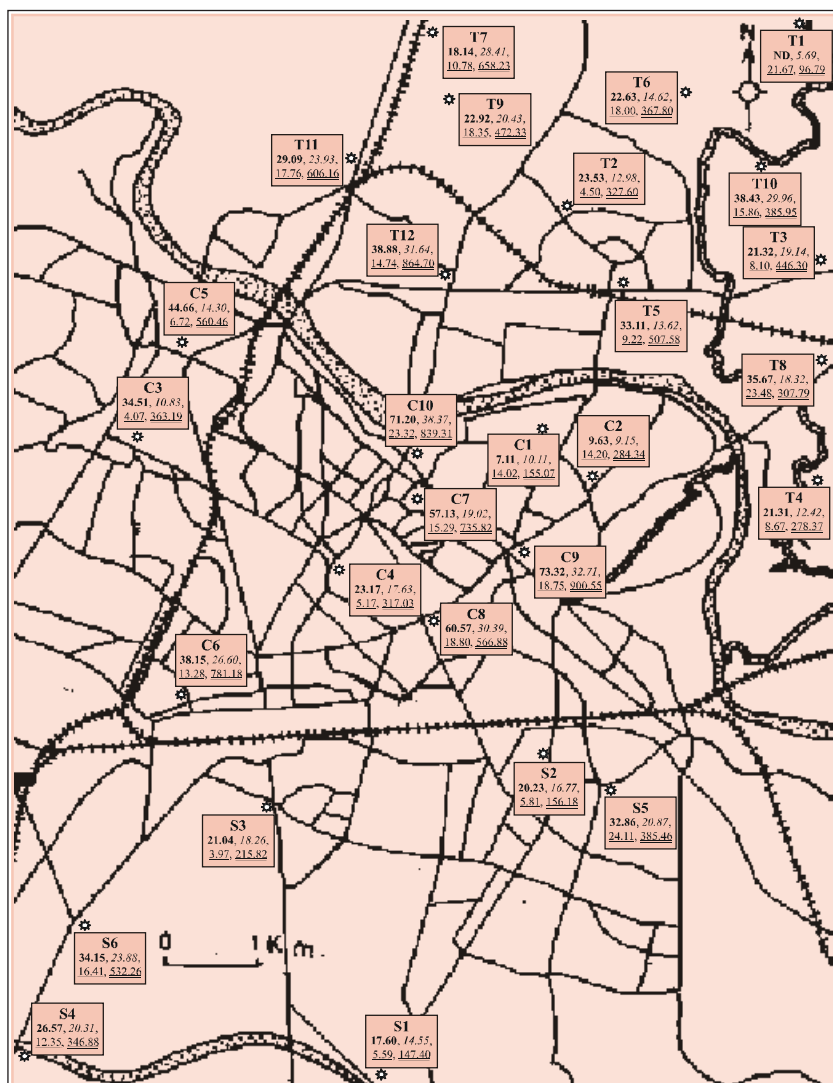 T1
ND, 5.69,
21.67, 96.79
N
T7
18.14, 28.41,
10.78, 658.23
T6
22.63, 14.62,
18.00, 367.80
T9
22.92, 20.43,
18.35, 472.33
T11
29.09, 23.93,
17.76, 606.16
T2
23.53, 12.98,
4.50, 327.60
T10
38.43, 29.96,
15.86, 385.95
T12
38.88, 31.64,
14.74, 864.70
T3
21.32, 19.14,
8.10, 446.30
C5
44.66, 14.30,
6.72, 560.46
T5
33.11, 13.62,
9.22, 507.58
T8
35.67, 18.32,
23.48, 307.79
C3
34.51, 10.83,
4.07, 363.19
C10
71.20, 38.37,
23.32, 839.31
C1
7.11, 10.11,
14.02, 155.07
C2
9.63, 9.15,
14.20, 284.34
T4
21.31, 12.42,
8.67, 278.37
C7
57.13, 19.02,
15.29, 735.82
C9
73.32, 32.71,
18.75, 900.55
C4
23.17, 17.63,
5.17, 317.03
C8
60.57, 30.39,
18.80, 566.88
C6
38.15, 26.60,
13.28, 781.18
S2
20.23, 16.77,
5.81, 156.18
S5
32.86, 20.87,
24.11, 385.46
S3
21.04, 18.26,
3.97, 215.82
S6
34.15, 23.88,
16.41, 532.26
0 1 K m
S4
26.57, 20.31,
12.35, 346.88
S1
17.60, 14.55,
5.59, 147.40